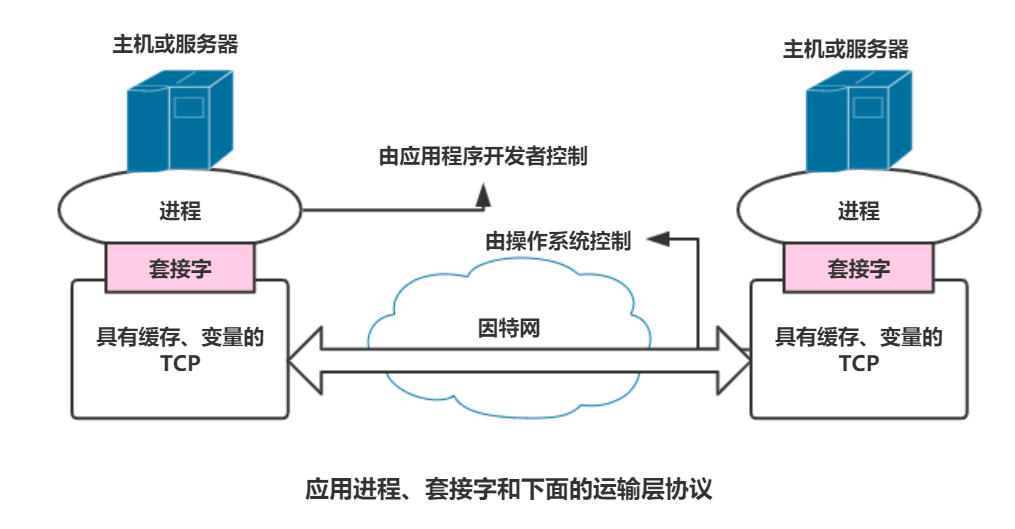 主机或服务器
主机或服务器
由应用程序开发者控制
进程
进程
由操作系统控制
套接字
套接字
因特网
具有缓存、变量的
TCP
具有缓存、变量的
TCP
应用进程、套接字和下面的运输层协议